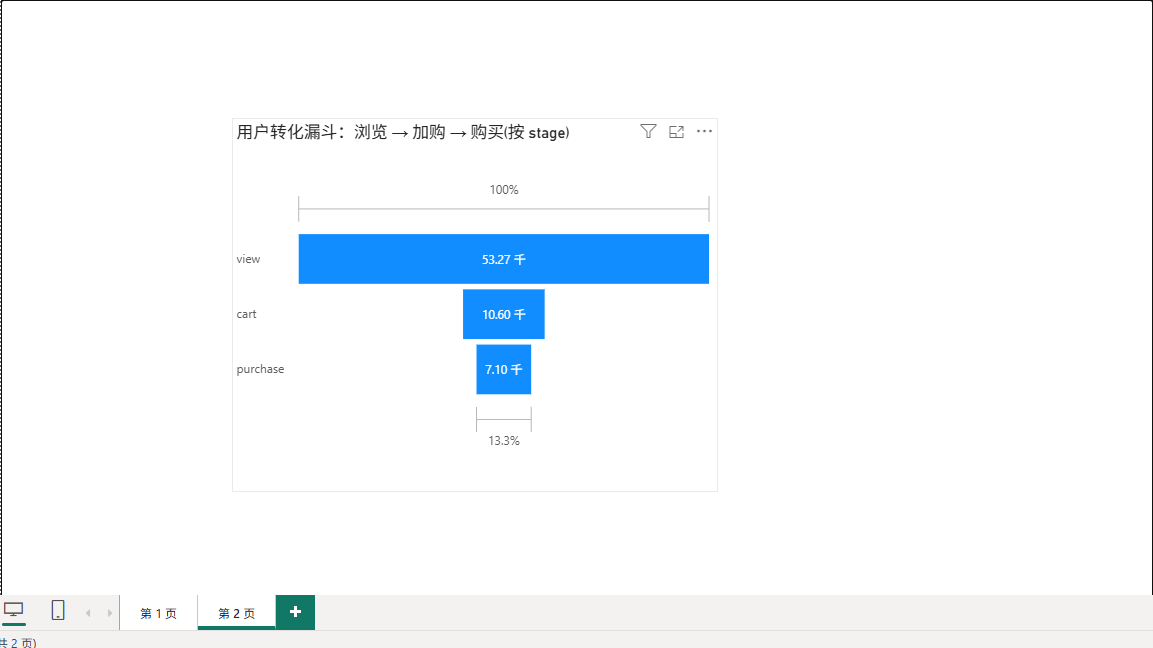 用户转化漏斗：浏览 → 加购 → 购买(按 stage)
100%
view
53.27 千
cart
10.60 千
purchase
7.10 千
13.3%
第 1 页
第 2 页
共 2 页)